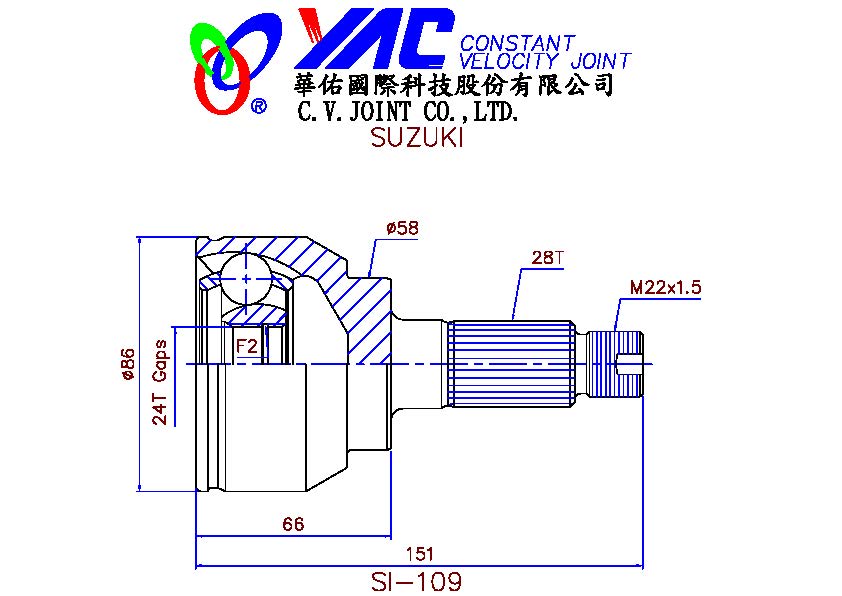 YAC CONSTANT
VELOCITY JOINT
華佑國際科技股份有限公司
®
C.V.JOINT CO.,LTD.
SUZUKI
ø58
28T
M22x1.5
F2
ø86
24T Gaps
66
151
SI-109